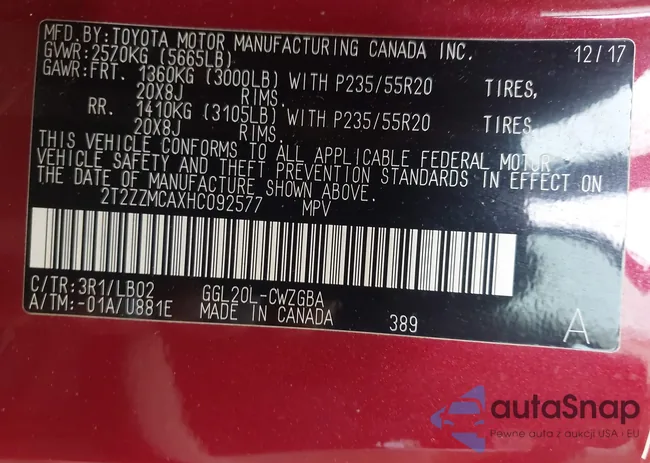 MFD.BY:TOYOTA MOTOR MANUFACTURING CANADA INC. 12/17
GVWR:2570KG (5665LB)
GAWR:FRT. 1360KG (3000LB) WITH P235/55R20 TIRES,
20X8J RIMS.
RR. 1410KG (3105LB) WITH P235/55R20 TIRES,
20X8J RIMS.
THIS VEHICLE CONFORMS TO ALL APPLICABLE FEDERAL MOTOR
VEHICLE SAFETY AND THEFT PREVENTION STANDARDS IN EFFECT ON
THE DATE OF MANUFACTURE SHOWN ABOVE.
2T2ZZMCAXHC092577 MPV
C/TR:3R1/LB02 GGL20L-CWZGBA
A/TM:-01A/U881E MADE IN CANADA 389 A
autaSnap
Pewne auta z aukcji USA i EU